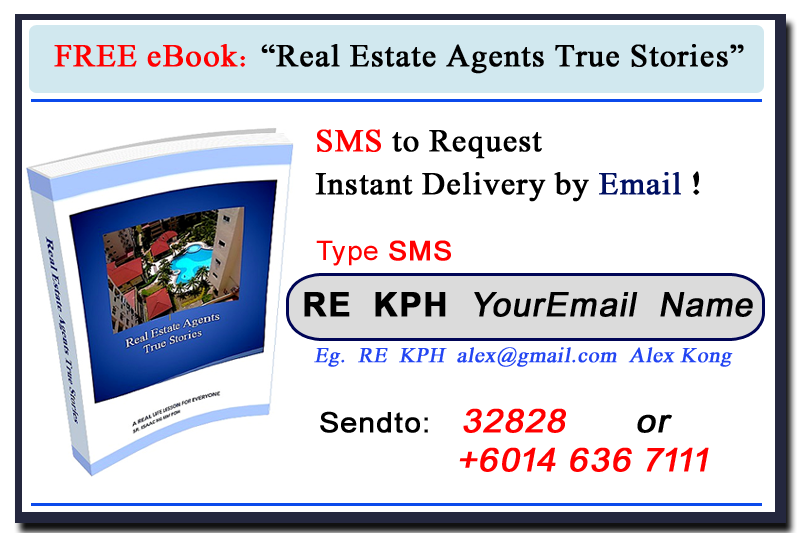 FREE eBook: “Real Estate Agents True Stories”
SMS to Request
Instant Delivery by Email !
Type SMS
RE KPH YourEmail Name
Eg. RE KPH alex@gmail.com Alex Kong
Sendto: 32828 or
+6014 636 7111
Real Estate Agents True Stories
Real Estate Agents
True Stories
A REAL LIFE LESSON FOR EVERYONE
SR. ISAAC